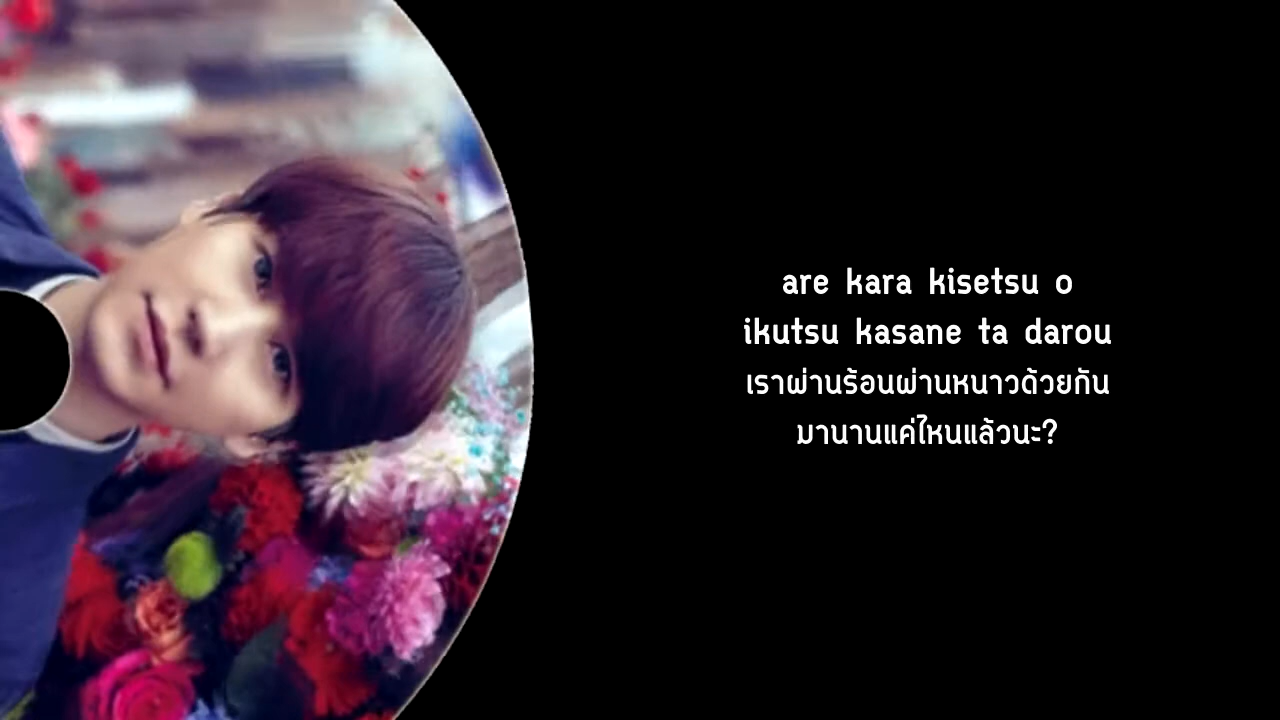 are kara kisetsu o
ikutsu kasane ta darou
เราผ่านร้อนผ่านหนาวด้วยกัน
มานานแค่ไหนแล้วนะ?